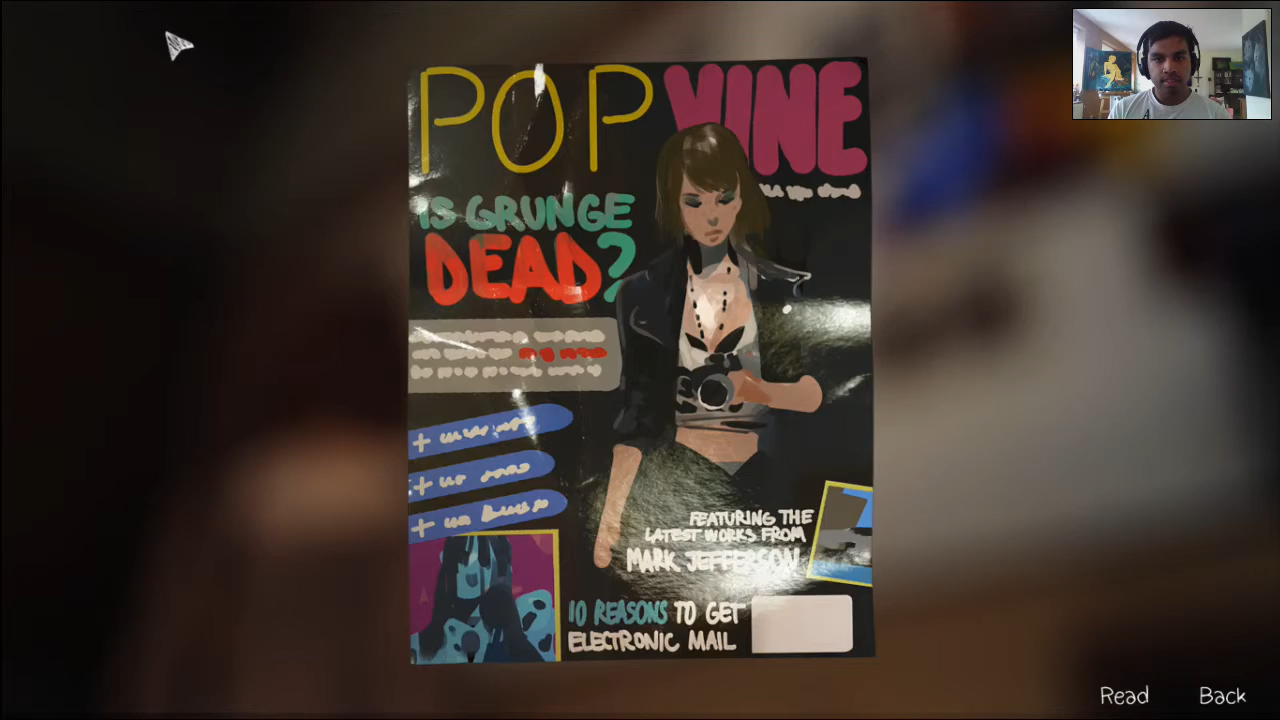 POP VINE
IS GRUNGE
DEAD?
FEATURING THE
LATEST WORKS FROM
MARK JEFFERSON
10 REASONS TO GET
ELECTRONIC MAIL
Read Back